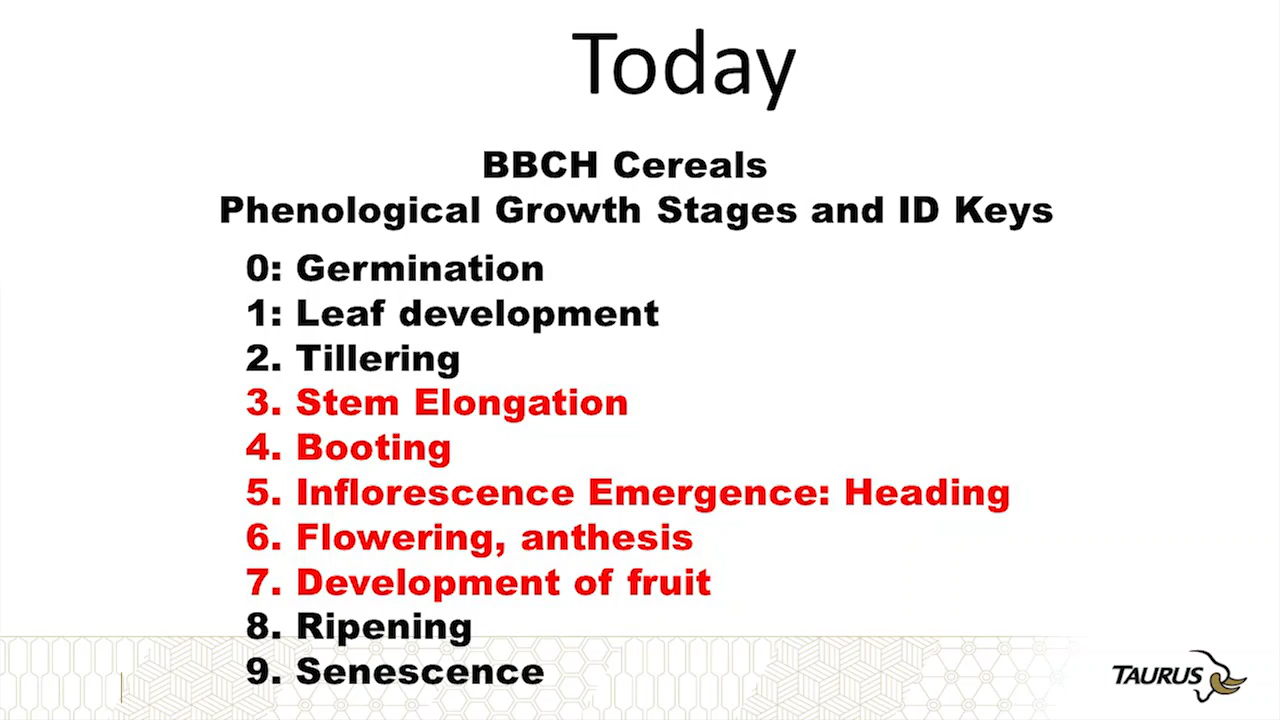 Today
BBCH Cereals
Phenological Growth Stages and ID Keys
0: Germination
1: Leaf development
2. Tillering
3. Stem Elongation
4. Booting
5. Inflorescence Emergence: Heading
6. Flowering, anthesis
7. Development of fruit
8. Ripening
9. Senescence
TAURUS